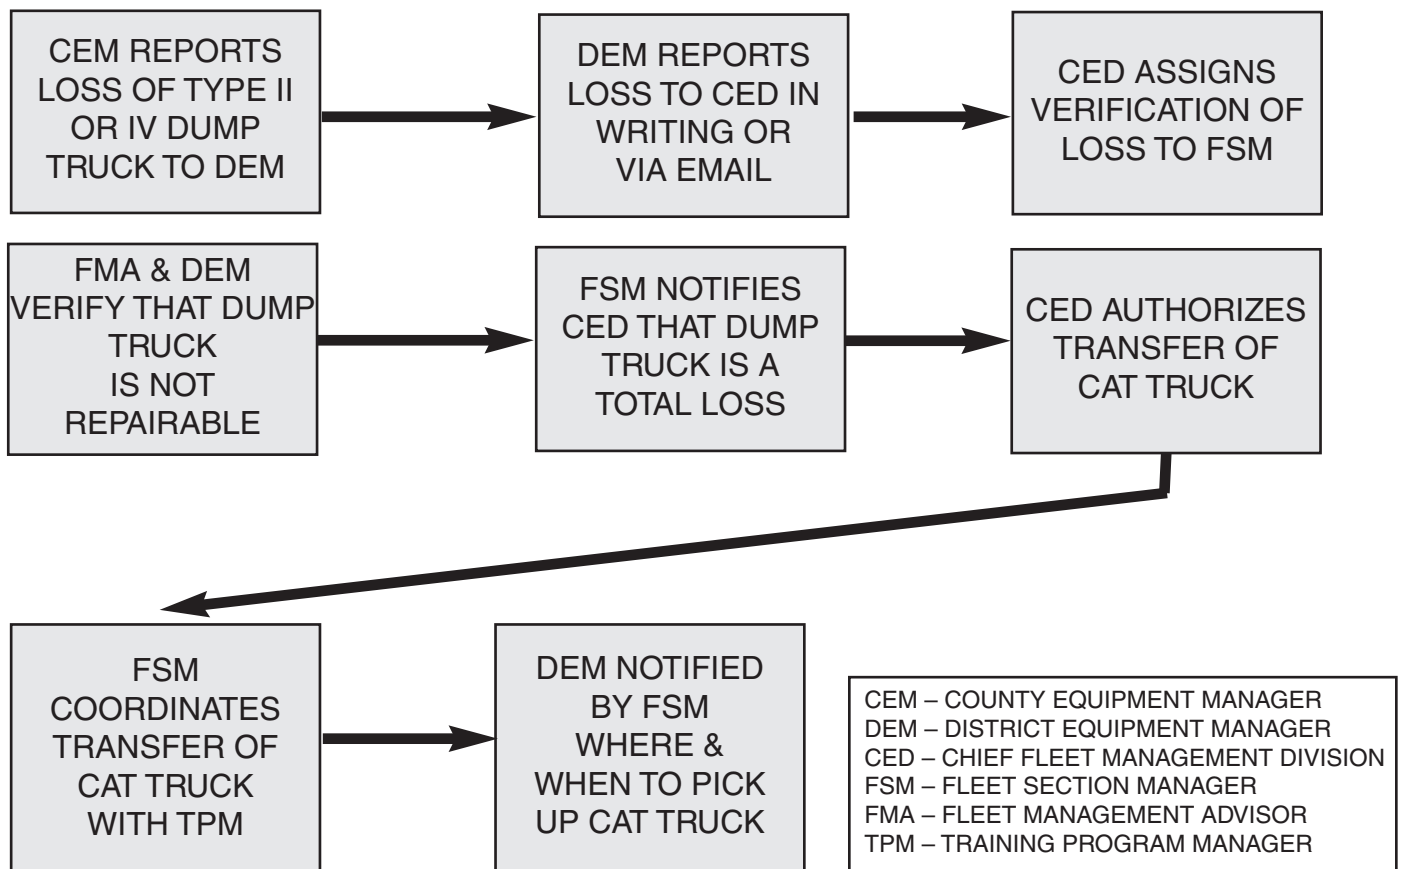 CEM REPORTS
LOSS OF TYPE II
OR IV DUMP
TRUCK TO DEM
DEM REPORTS
LOSS TO CED IN
WRITING OR
VIA EMAIL
CED ASSIGNS
VERIFICATION OF
LOSS TO FSM
FMA & DEM
VERIFY THAT DUMP
TRUCK
IS NOT
REPAIRABLE
FSM NOTIFIES
CED THAT DUMP
TRUCK IS A
TOTAL LOSS
CED AUTHORIZES
TRANSFER OF
CAT TRUCK
FSM
COORDINATES
TRANSFER OF
CAT TRUCK
WITH TPM
DEM NOTIFIED
BY FSM
WHERE &
WHEN TO PICK
UP CAT TRUCK
CEM – COUNTY EQUIPMENT MANAGER
DEM – DISTRICT EQUIPMENT MANAGER
CED – CHIEF FLEET MANAGEMENT DIVISION
FSM – FLEET SECTION MANAGER
FMA – FLEET MANAGEMENT ADVISOR
TPM – TRAINING PROGRAM MANAGER